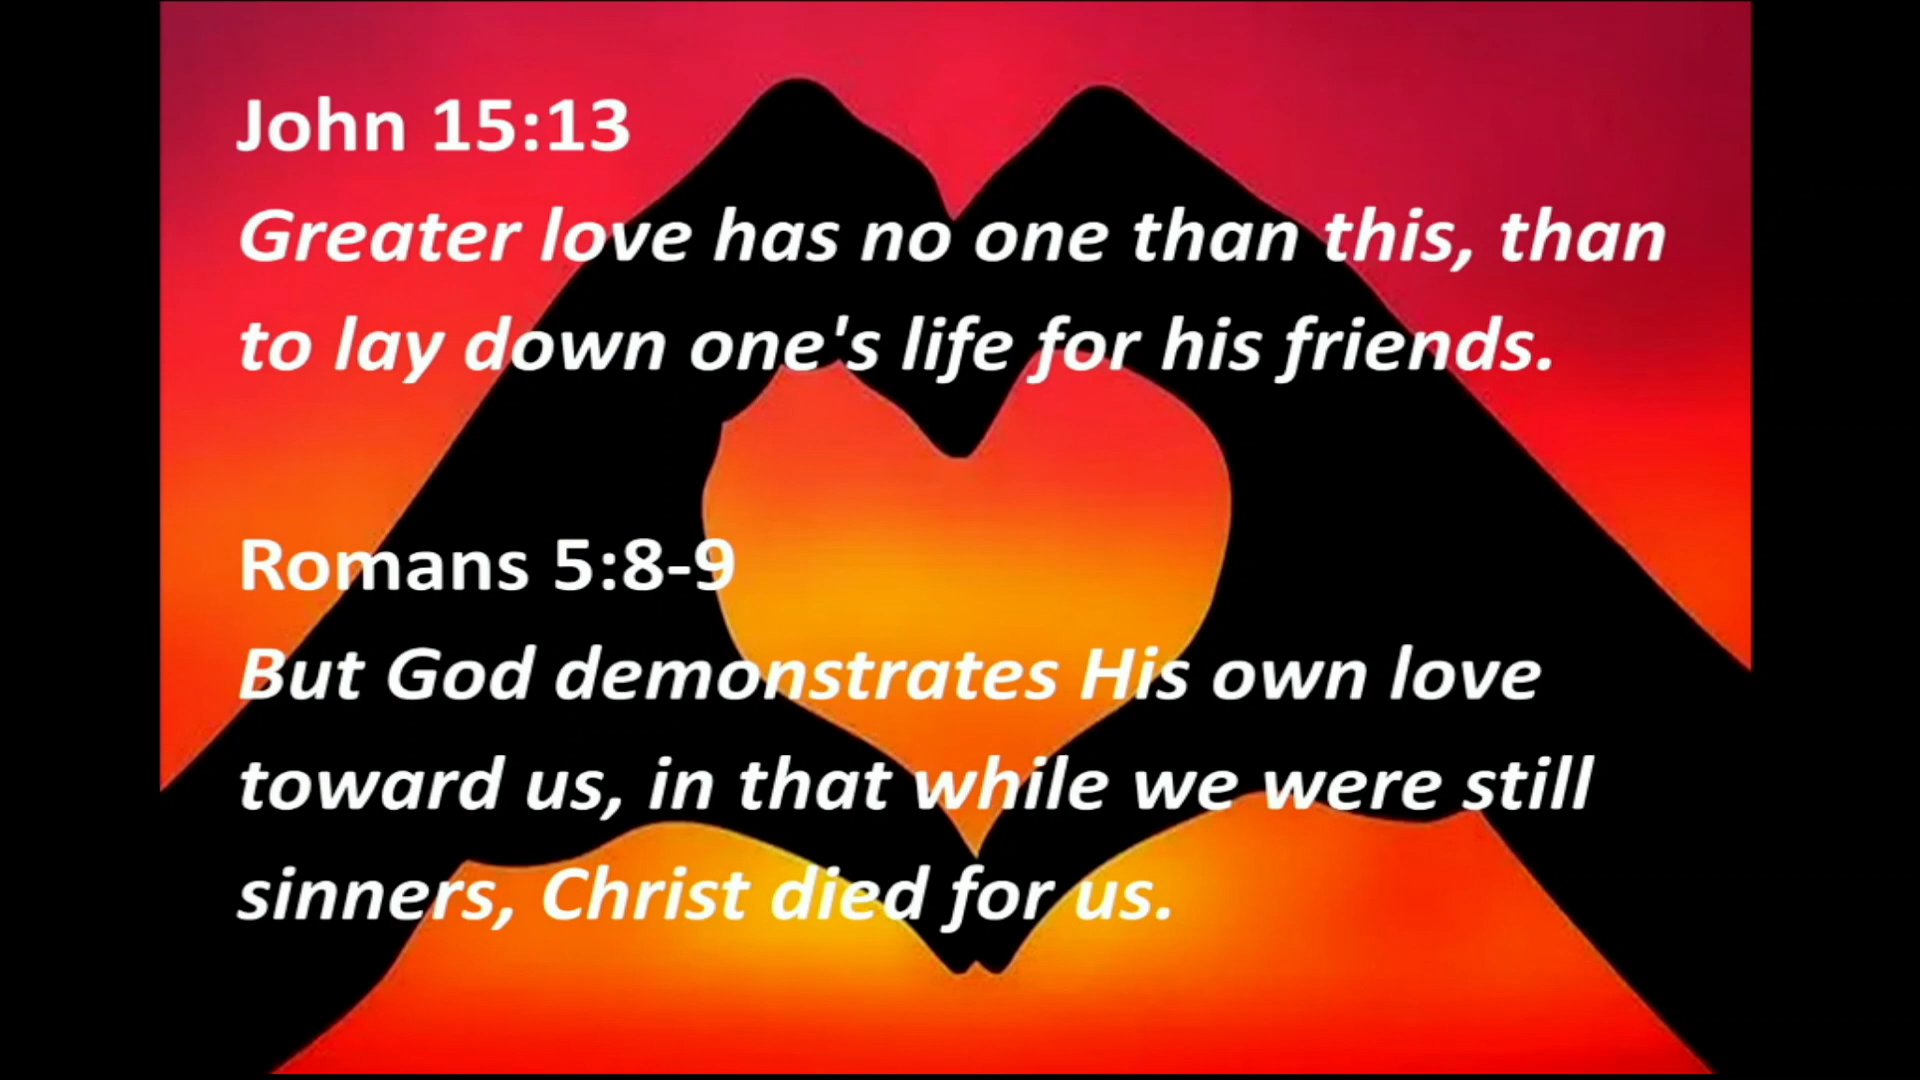 John 15:13
Greater love has no one than this, than
to lay down one's life for his friends.
Romans 5:8-9
But God demonstrates His own love
toward us, in that while we were still
sinners, Christ died for us.